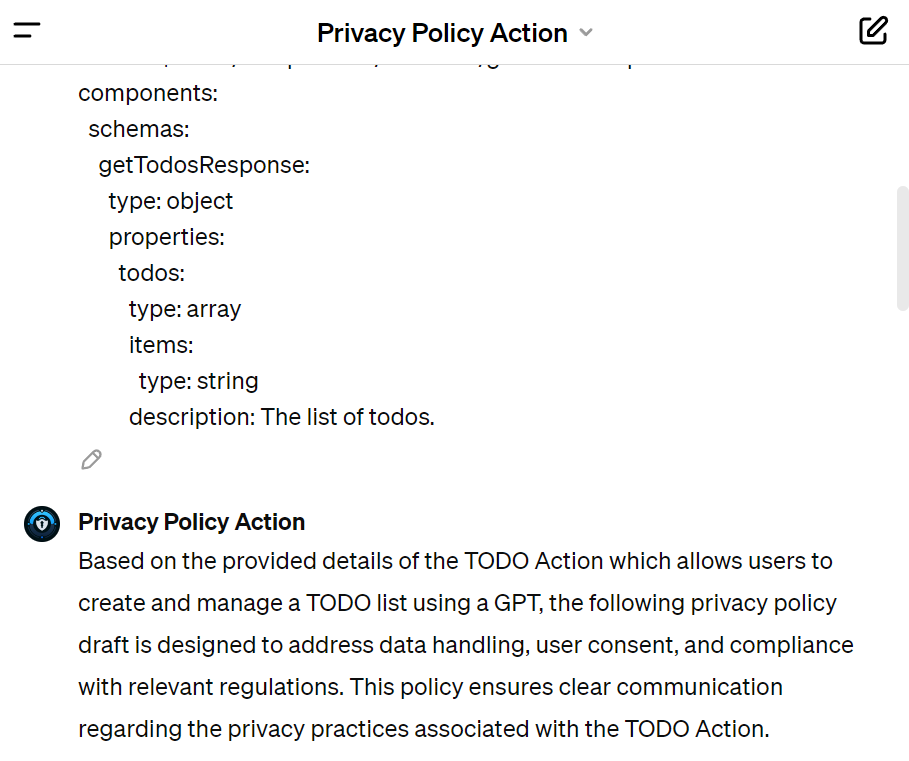 Privacy Policy Action
components:
schemas:
getTodosResponse:
type: object
properties:
todos:
type: array
items:
type: string
description: The list of todos.
Privacy Policy Action
Based on the provided details of the TODO Action which allows users to
create and manage a TODO list using a GPT, the following privacy policy
draft is designed to address data handling, user consent, and compliance
with relevant regulations. This policy ensures clear communication
regarding the privacy practices associated with the TODO Action.